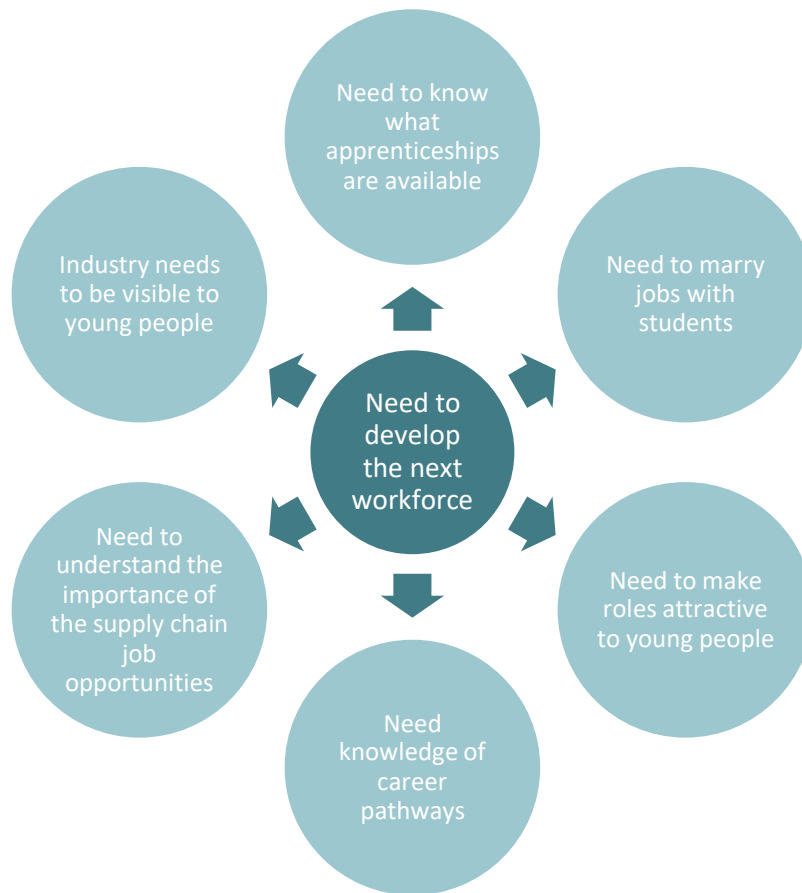 Need to know
what
apprenticeships
are available
Need to marry
jobs with
students
Need to make
roles attractive
to young people
Need
knowledge of
career
pathways
Need to
understand the
importance of
the supply chain
job
opportunities
Industry needs
to be visible to
young people
Need to
develop
the next
workforce